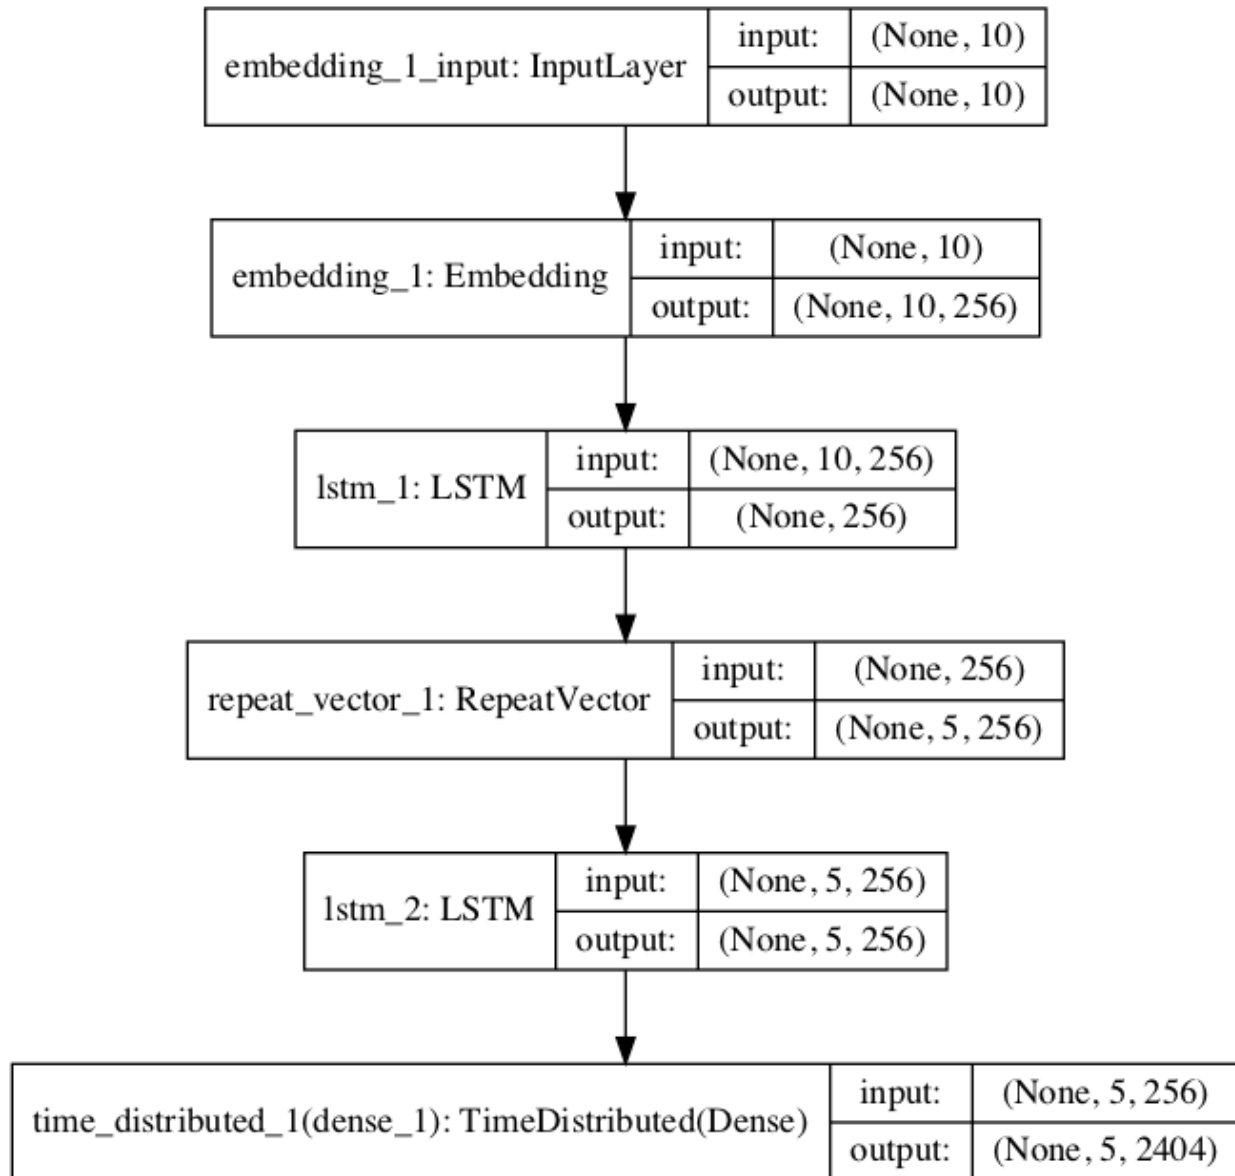 embedding_1_input: InputLayer
input: (None, 10)
output: (None, 10)
embedding_1: Embedding
input: (None, 10)
output: (None, 10, 256)
lstm_1: LSTM
input: (None, 10, 256)
output: (None, 256)
repeat_vector_1: RepeatVector
input: (None, 256)
output: (None, 5, 256)
lstm_2: LSTM
input: (None, 5, 256)
output: (None, 5, 256)
time_distributed_1(dense_1): TimeDistributed(Dense)
input: (None, 5, 256)
output: (None, 5, 2404)